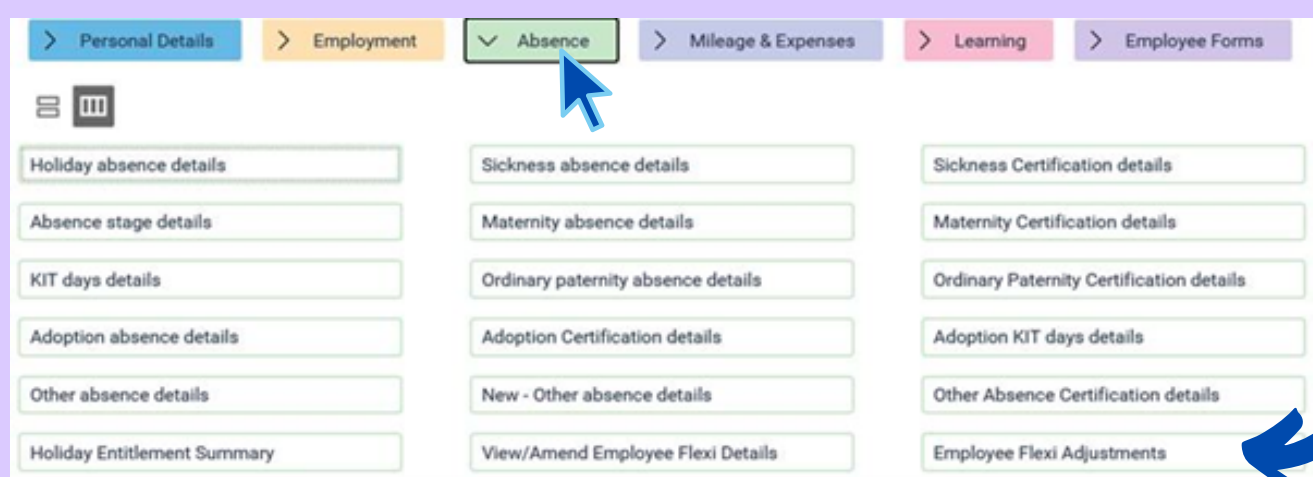 Personal Details Employment Absence Mileage & Expenses Learning Employee Forms
Holiday absence details Sickness absence details Sickness Certification details
Absence stage details Maternity absence details Maternity Certification details
KIT days details Ordinary paternity absence details Ordinary Paternity Certification details
Adoption absence details Adoption Certification details Adoption KIT days details
Other absence details New - Other absence details Other Absence Certification details
Holiday Entitlement Summary View/Amend Employee Flexi Details Employee Flexi Adjustments